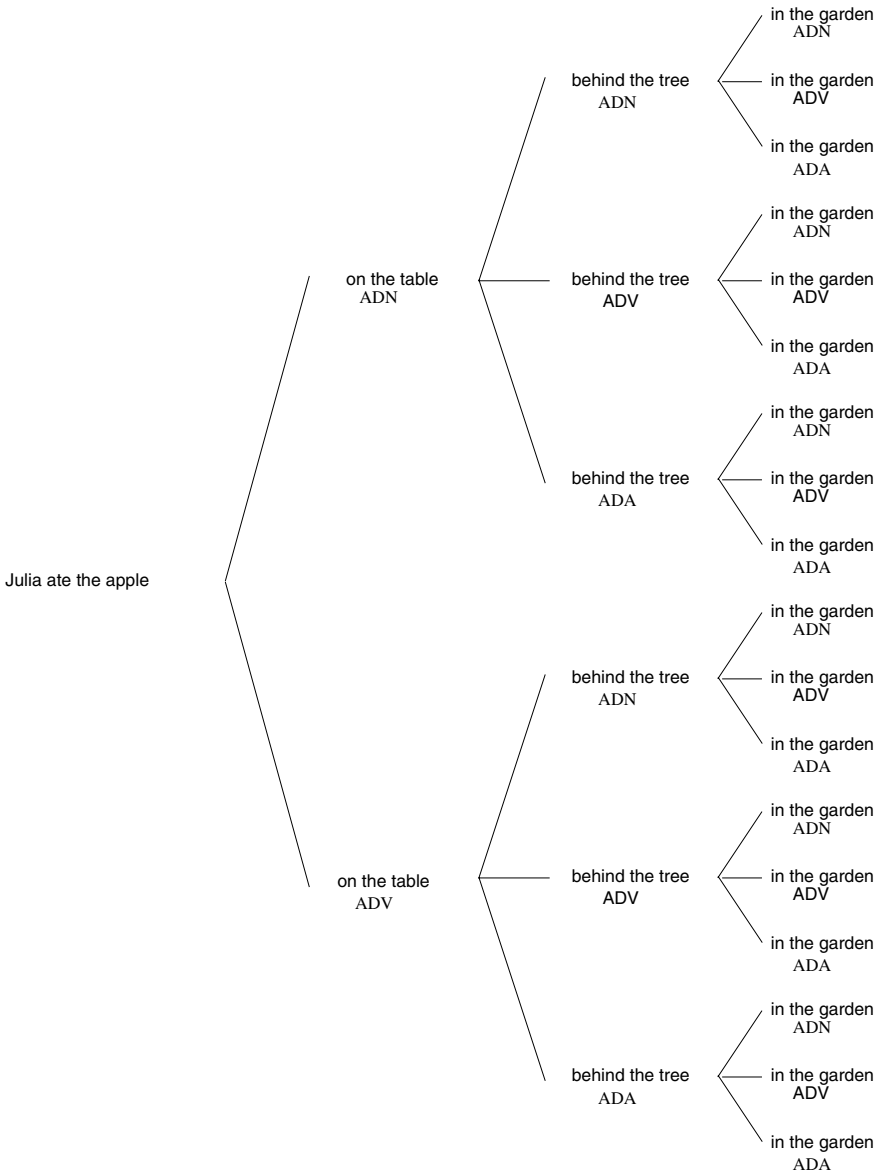 in the garden
ADN
behind the tree
ADN
in the garden
ADV
in the garden
ADA
in the garden
ADN
on the table
ADN
behind the tree
ADV
in the garden
ADV
in the garden
ADA
in the garden
ADN
behind the tree
ADA
in the garden
ADV
in the garden
ADA
Julia ate the apple
in the garden
ADN
behind the tree
ADN
in the garden
ADV
in the garden
ADA
in the garden
ADN
on the table
ADV
behind the tree
ADV
in the garden
ADV
in the garden
ADA
in the garden
ADN
behind the tree
ADA
in the garden
ADV
in the garden
ADA